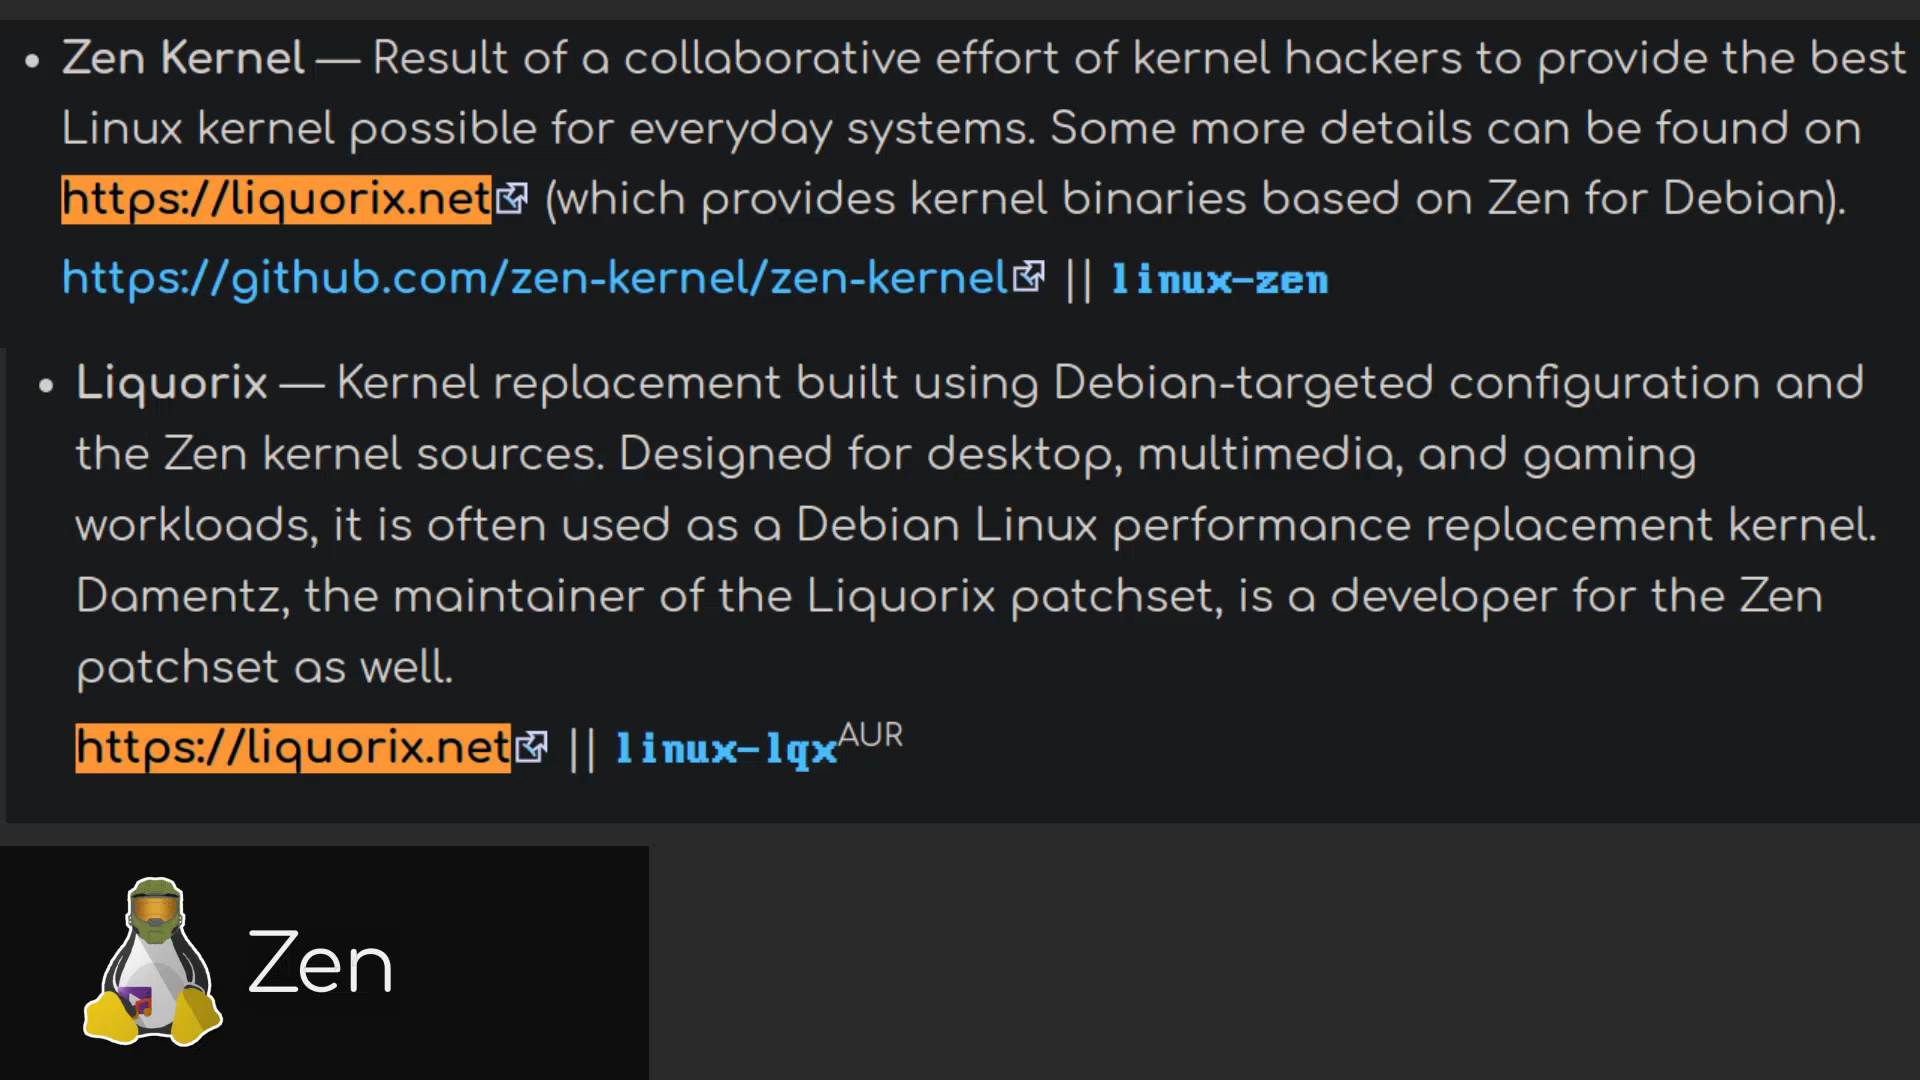 • Zen Kernel — Result of a collaborative effort of kernel hackers to provide the best
Linux kernel possible for everyday systems. Some more details can be found on
https://liquorix.net (which provides kernel binaries based on Zen for Debian).
https://github.com/zen-kernel/zen-kernel || linux-zen
• Liquorix — Kernel replacement built using Debian-targeted configuration and
the Zen kernel sources. Designed for desktop, multimedia, and gaming
workloads, it is often used as a Debian Linux performance replacement kernel.
Damentz, the maintainer of the Liquorix patchset, is a developer for the Zen
patchset as well.
https://liquorix.net || linux-lqxAUR
Zen